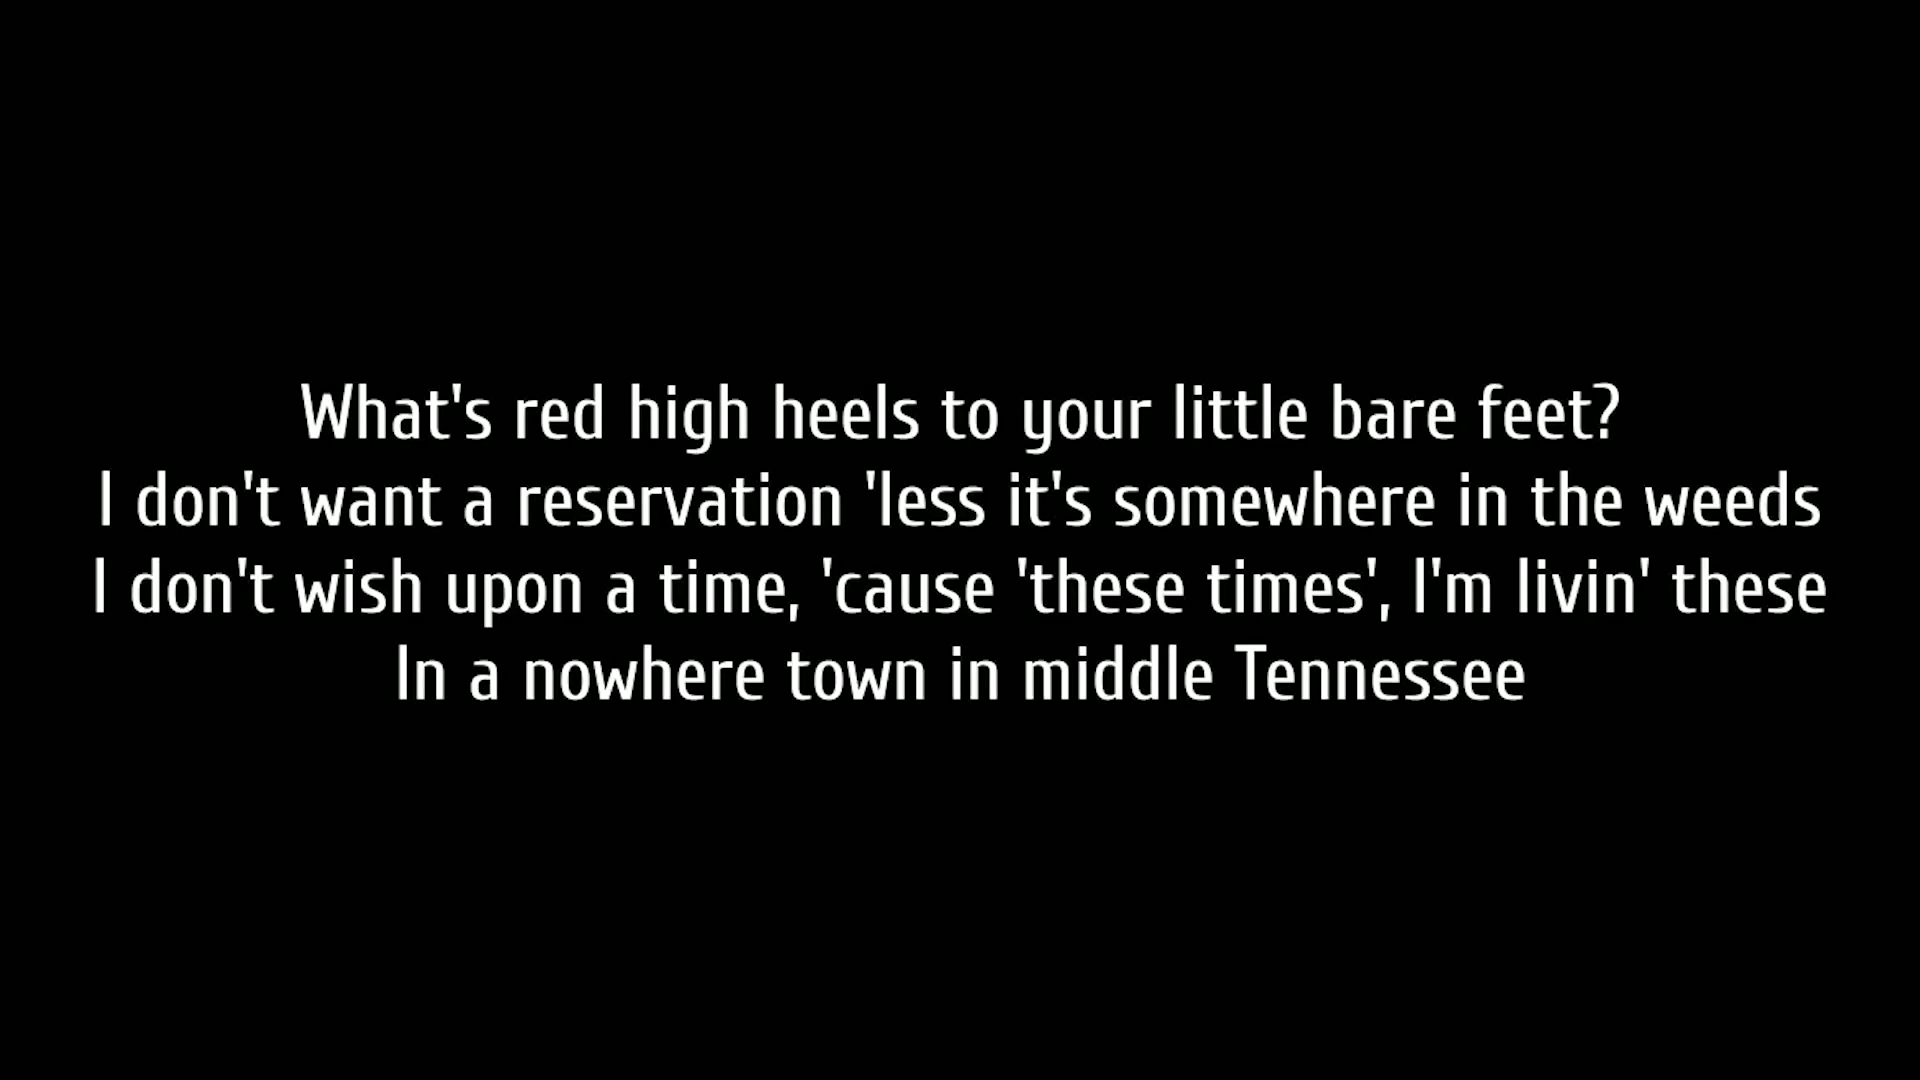 What's red high heels to your little bare feet?
I don't want a reservation 'less it's somewhere in the weeds
I don't wish upon a time, 'cause 'these times', I'm livin' these
In a nowhere town in middle Tennessee